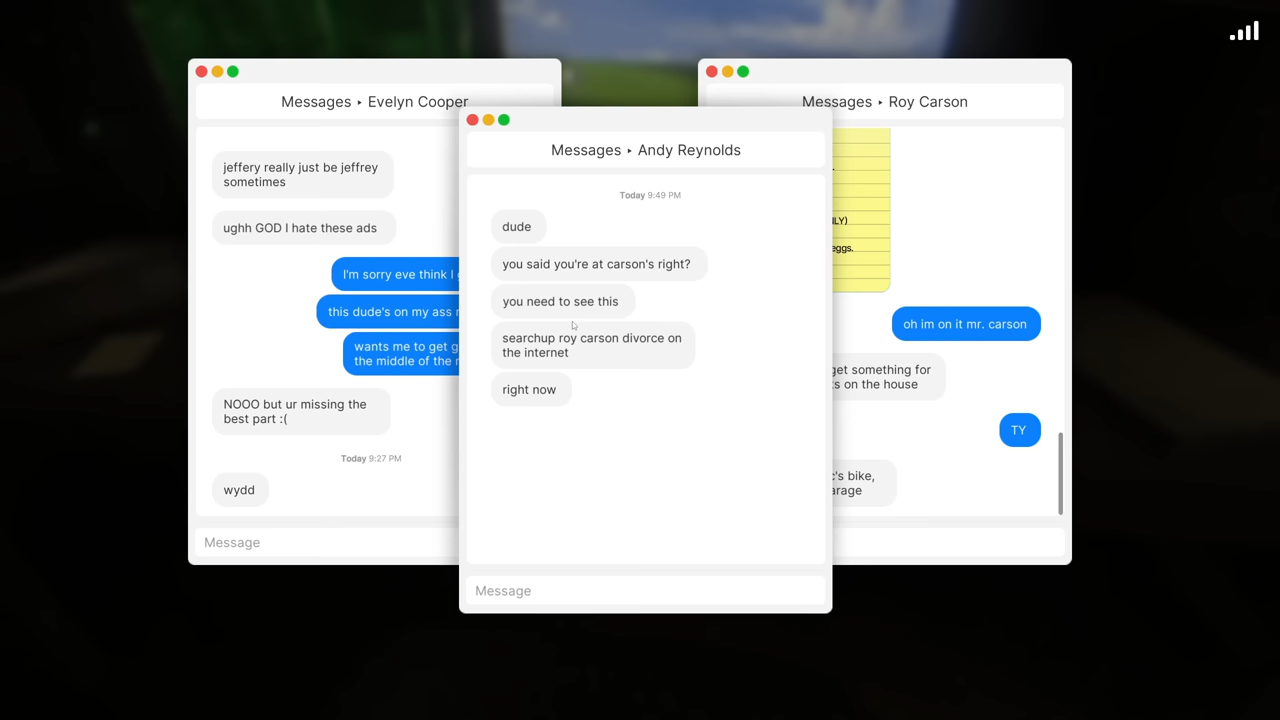 Messages ▸ Evelyn Cooper
jeffery really just be jeffrey
sometimes
ughh GOD I hate these ads
I'm sorry eve think I
this dude's on my ass
wants me to get
the middle of the
NOOO but ur missing the
best part :(
Today 9:27 PM
wydd
Message
Messages ▸ Andy Reynolds
Today 9:49 PM
dude
you said you're at carson's right?
you need to see this
searchup roy carson divorce on
the internet
right now
Message
Messages ▸ Roy Carson
eggs.
oh im on it mr. carson
get something for
on the house
TY
bike,